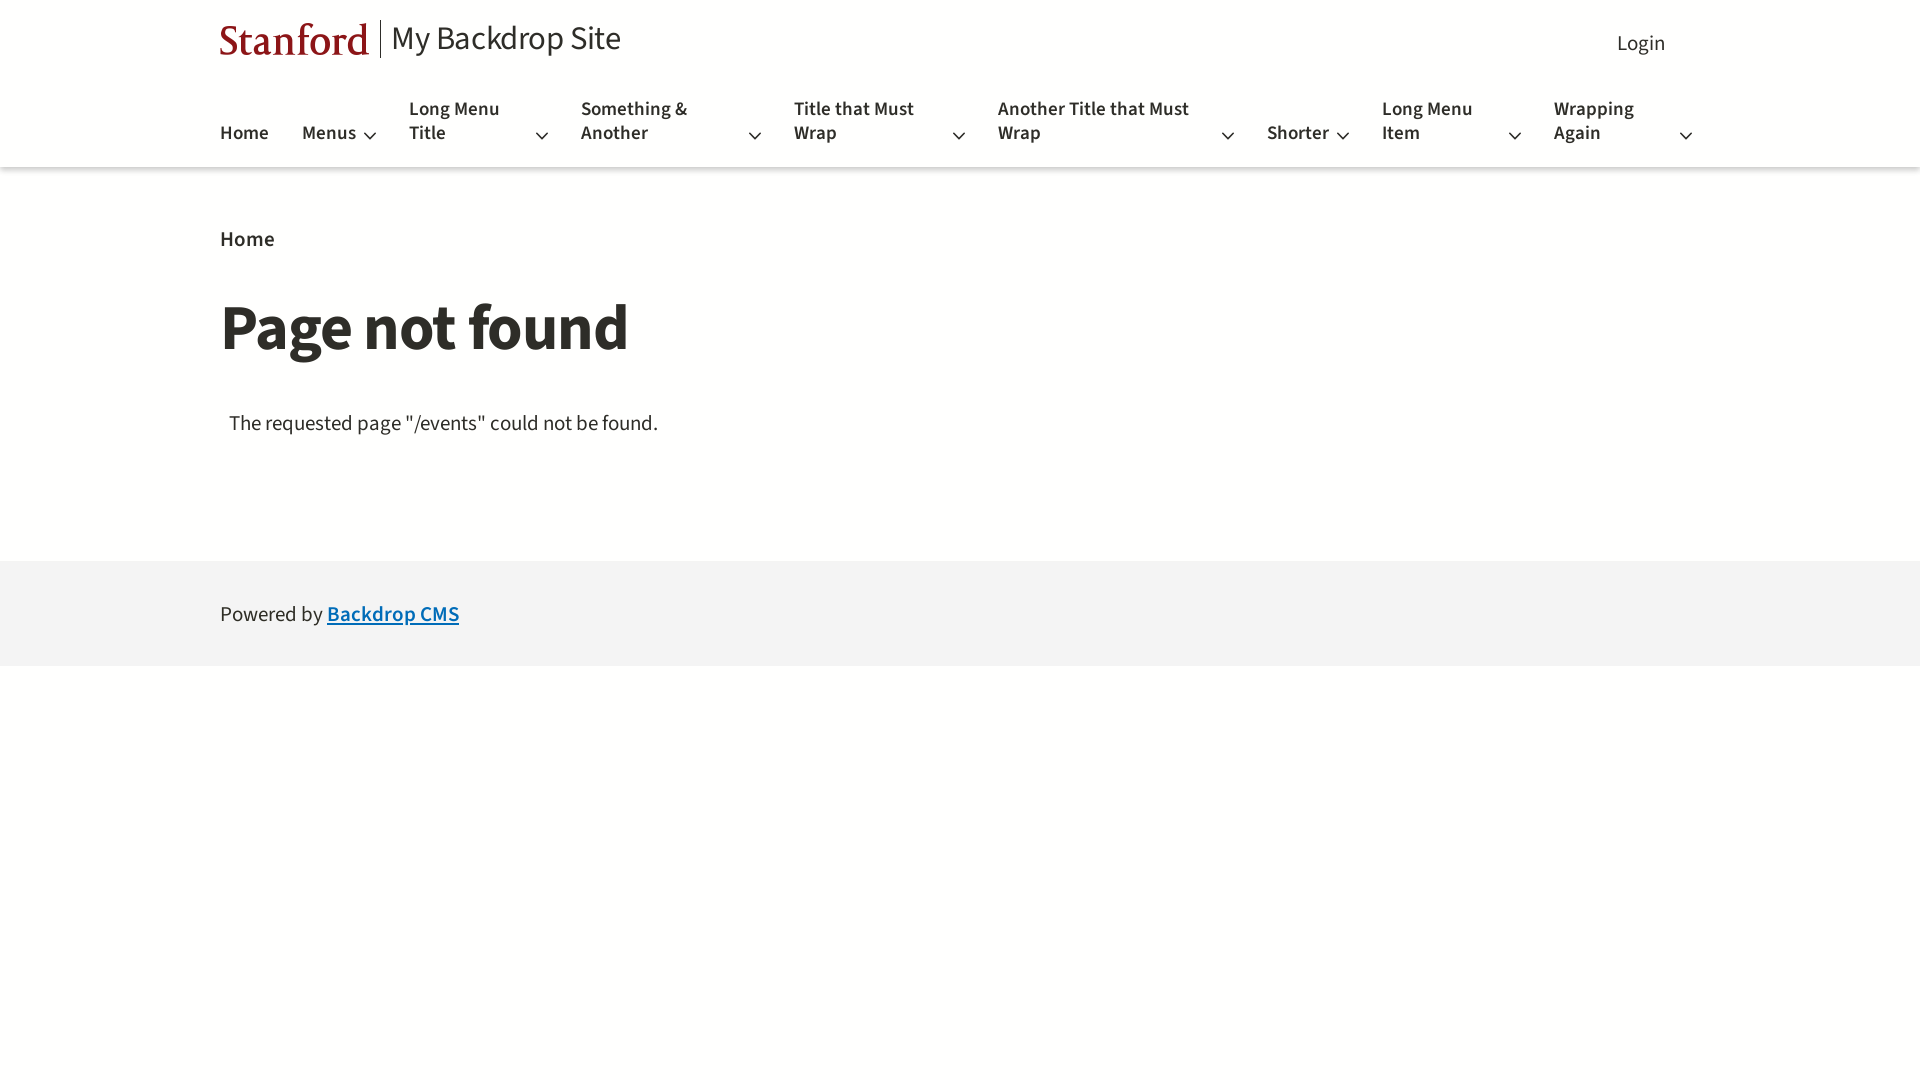 Stanford My Backdrop Site
Login
Home
Menus
Long Menu
Title
Something &
Another
Title that Must
Wrap
Another Title that Must
Wrap
Shorter
Long Menu
Item
Wrapping
Again
Home
Page not found
The requested page "/events" could not be found.
Powered by Backdrop CMS